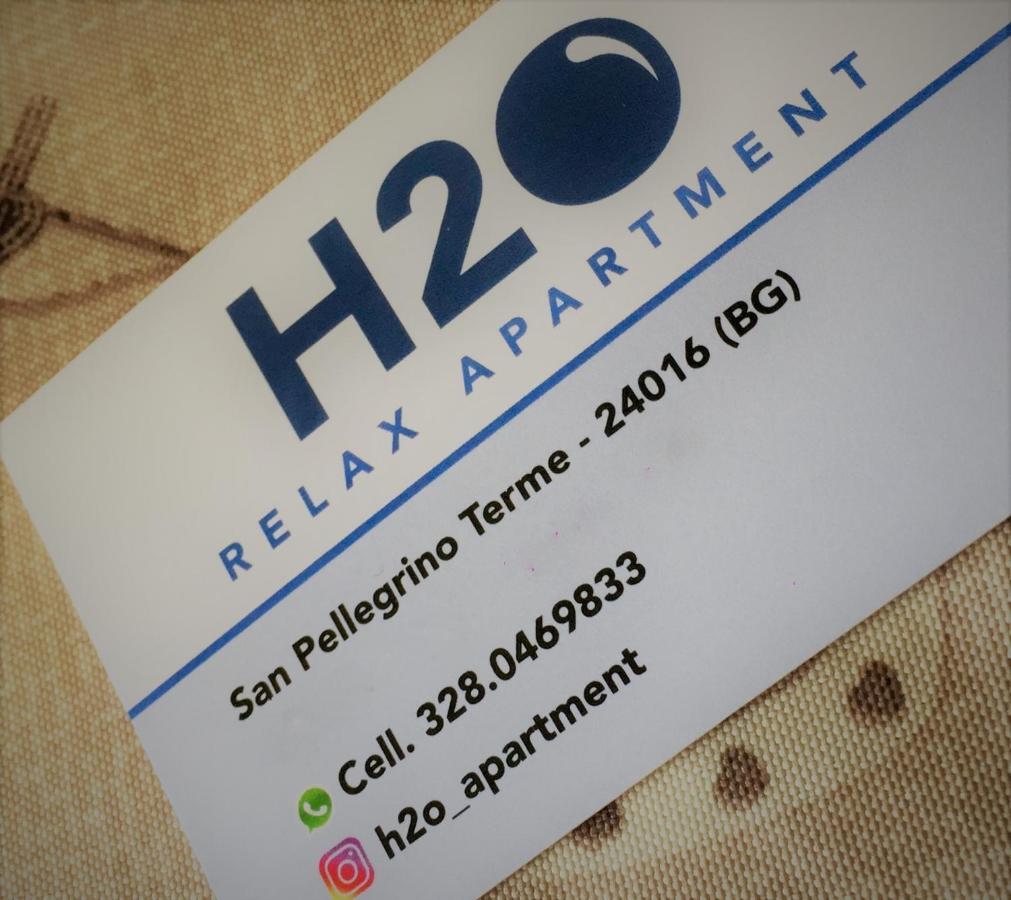 H2O
RELAX APARTMENT
San Pellegrino Terme - 24016 (BG)
Cell. 328.0469833
h2o_apartment